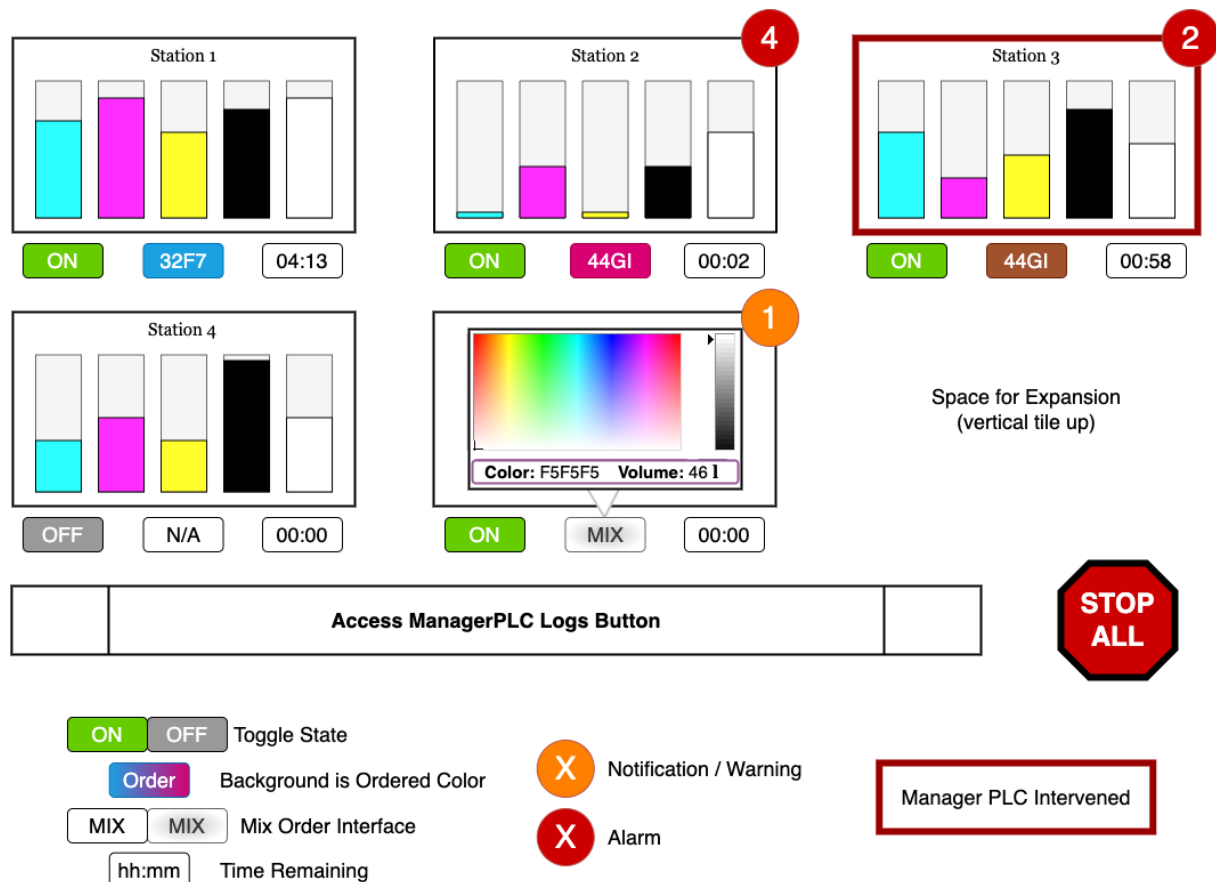 Station 1
4
Station 2
2
Station 3
ON
32F7
04:13
ON
44GI
00:02
ON
44GI
00:58
Station 4
1
Color: F5F5F5 Volume: 46 l
Space for Expansion
(vertical tile up)
OFF
N/A
00:00
ON
MIX
00:00
Access ManagerPLC Logs Button
STOP
ALL
ON OFF Toggle State
Order Background is Ordered Color
MIX MIX Mix Order Interface
hh:mm Time Remaining
X Notification / Warning
X Alarm
Manager PLC Intervened